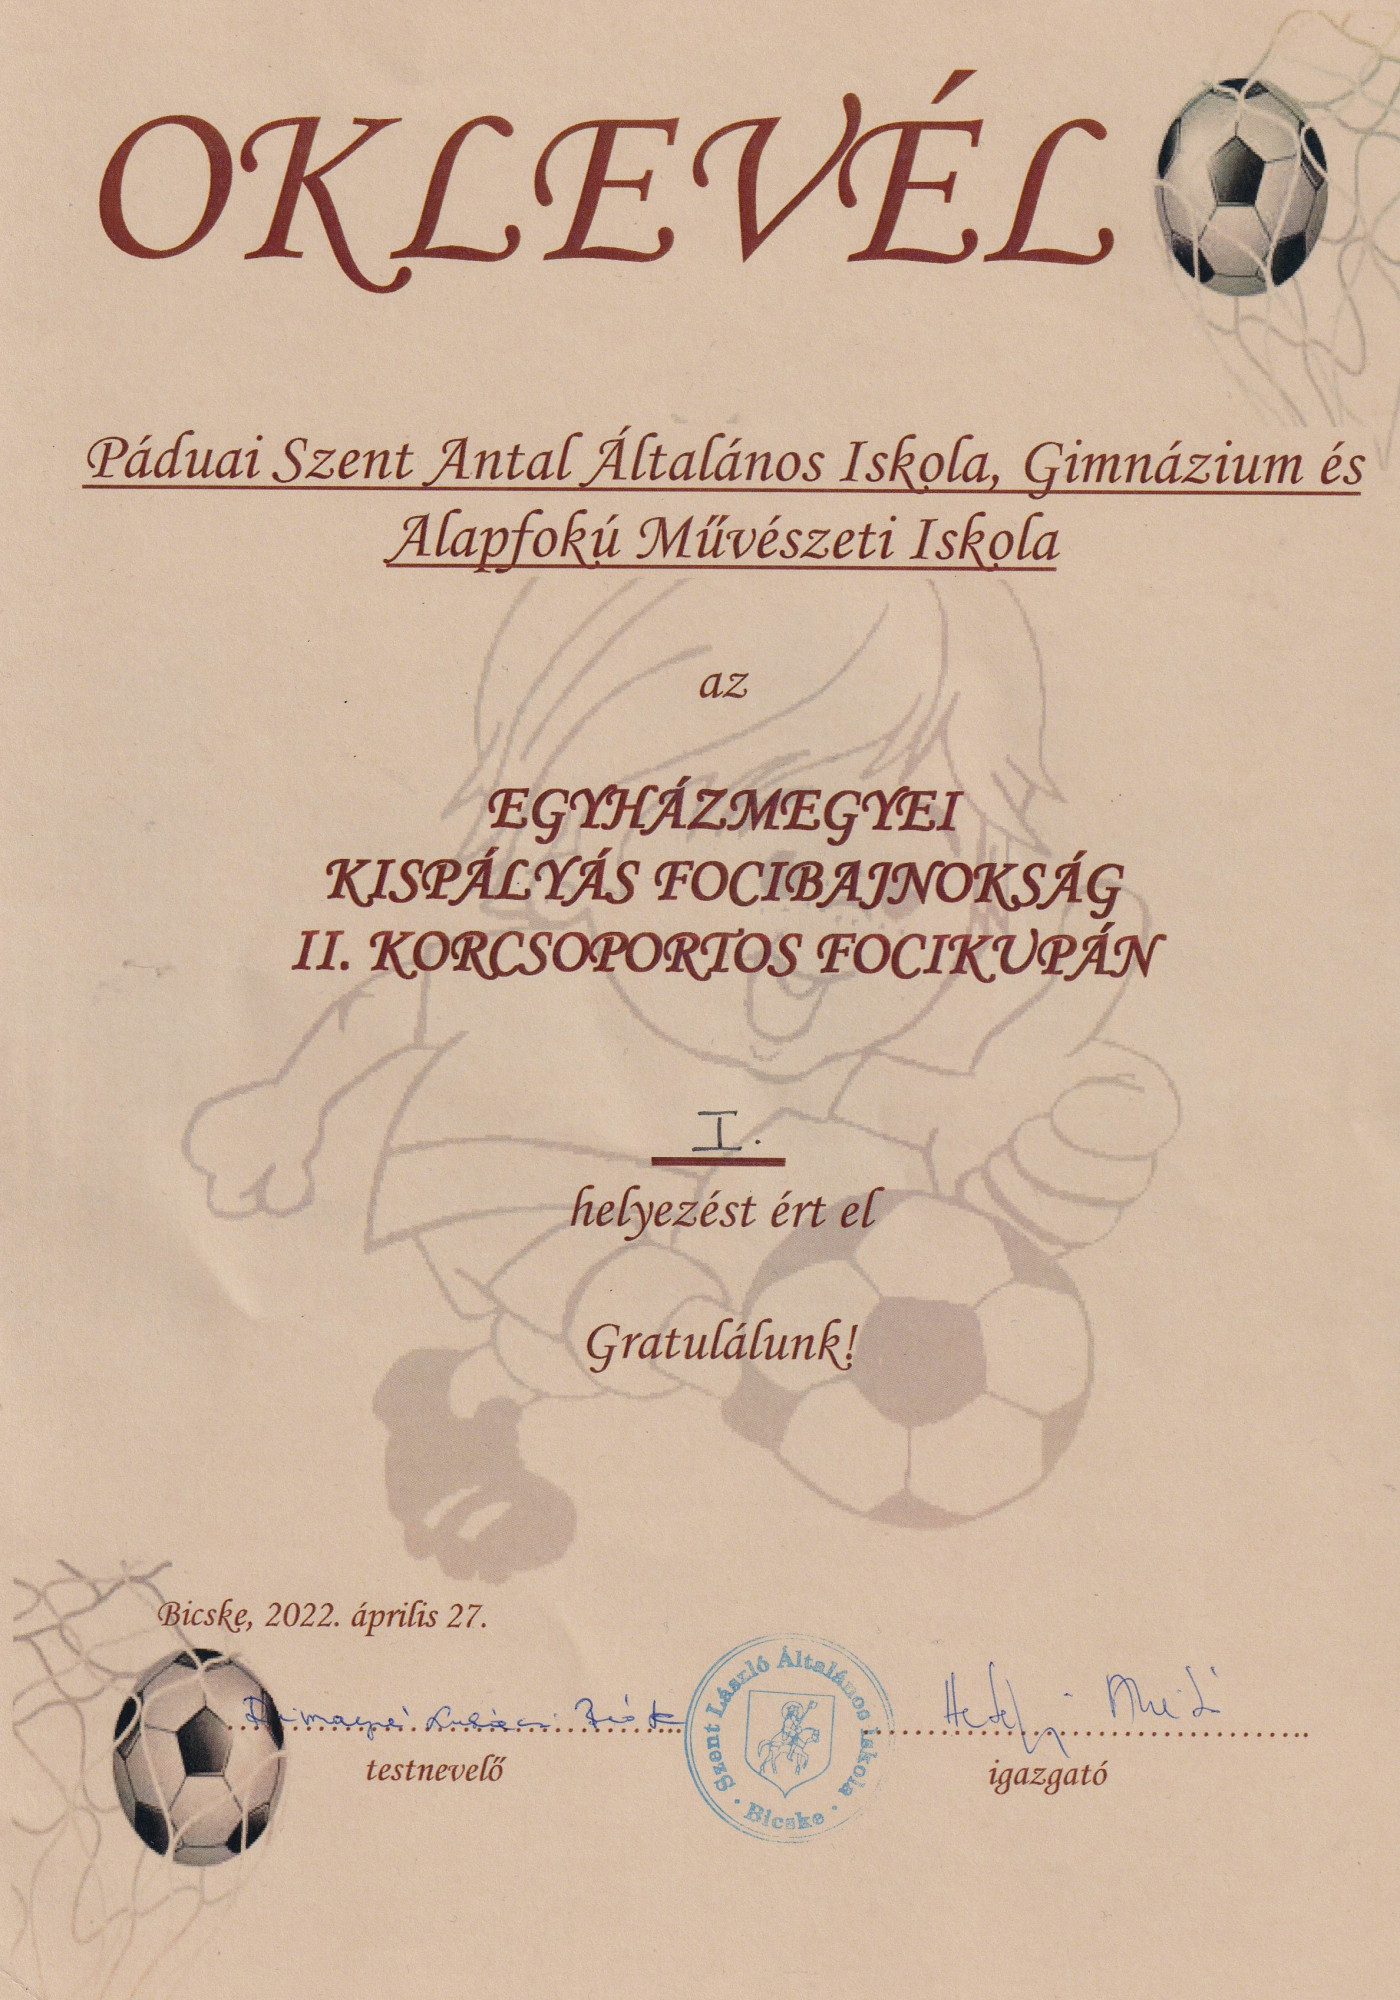 OKLEVÉL
Páduai Szent Antal Általános Iskola, Gimnázium és
Alapfokú Művészeti Iskola
az
EGYHÁZMEGYEI
KISPÁLYÁS FOCIBAJNOKSÁG
II. KORCSOPORTOS FOCIKUPÁN
I.
helyezést ért el
Gratulálunk!
Bicske, 2022. április 27.
testnevelő
Szent László Általános Iskola
· Bicske ·
igazgató